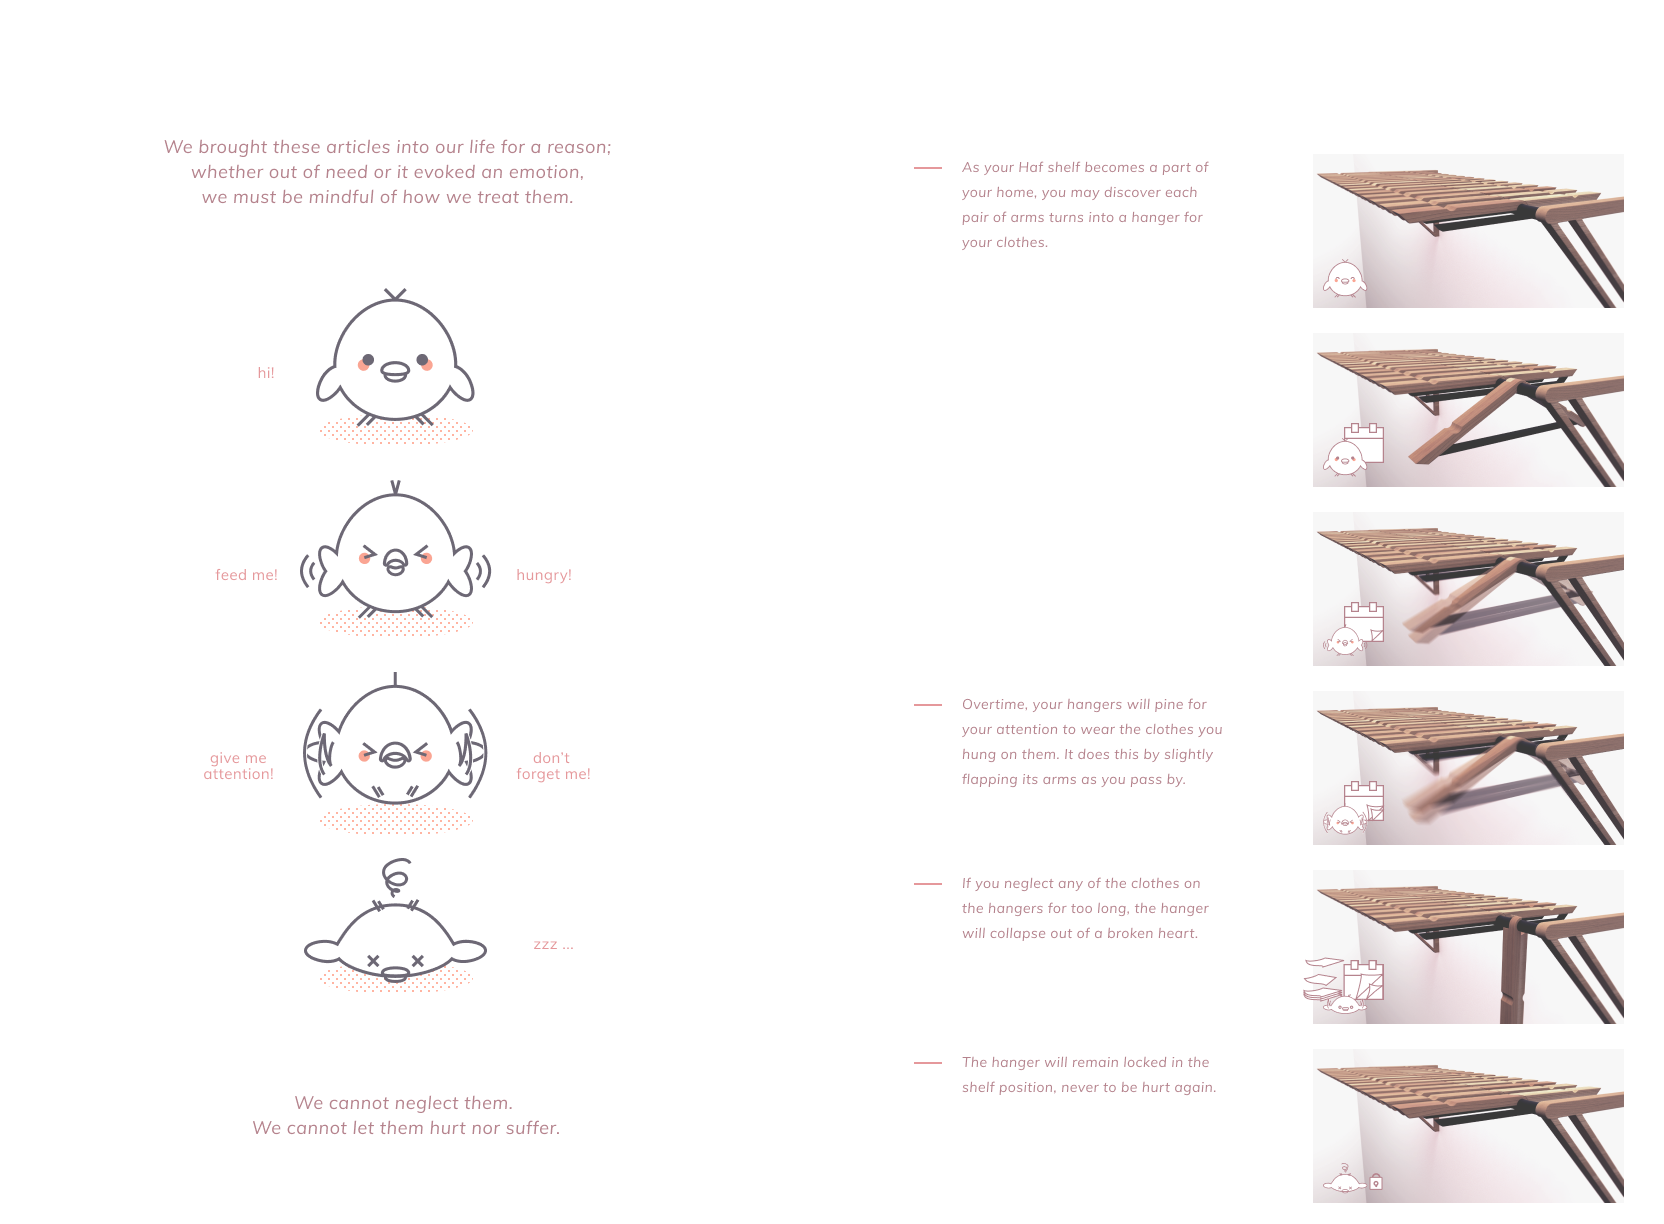 We brought these articles into our life for a reason;
whether out of need or it evoked an emotion,
we must be mindful of how we treat them.
hi!
feed me!
hungry!
give me
attention!
don't
forget me!
zzz ...
We cannot neglect them.
We cannot let them hurt nor suffer.
As your Haf shelf becomes a part of
your home, you may discover each
pair of arms turns into a hanger for
your clothes.
Overtime, your hangers will pine for
your attention to wear the clothes you
hung on them. It does this by slightly
flapping its arms as you pass by.
If you neglect any of the clothes on
the hangers for too long, the hanger
will collapse out of a broken heart.
The hanger will remain locked in the
shelf position, never to be hurt again.